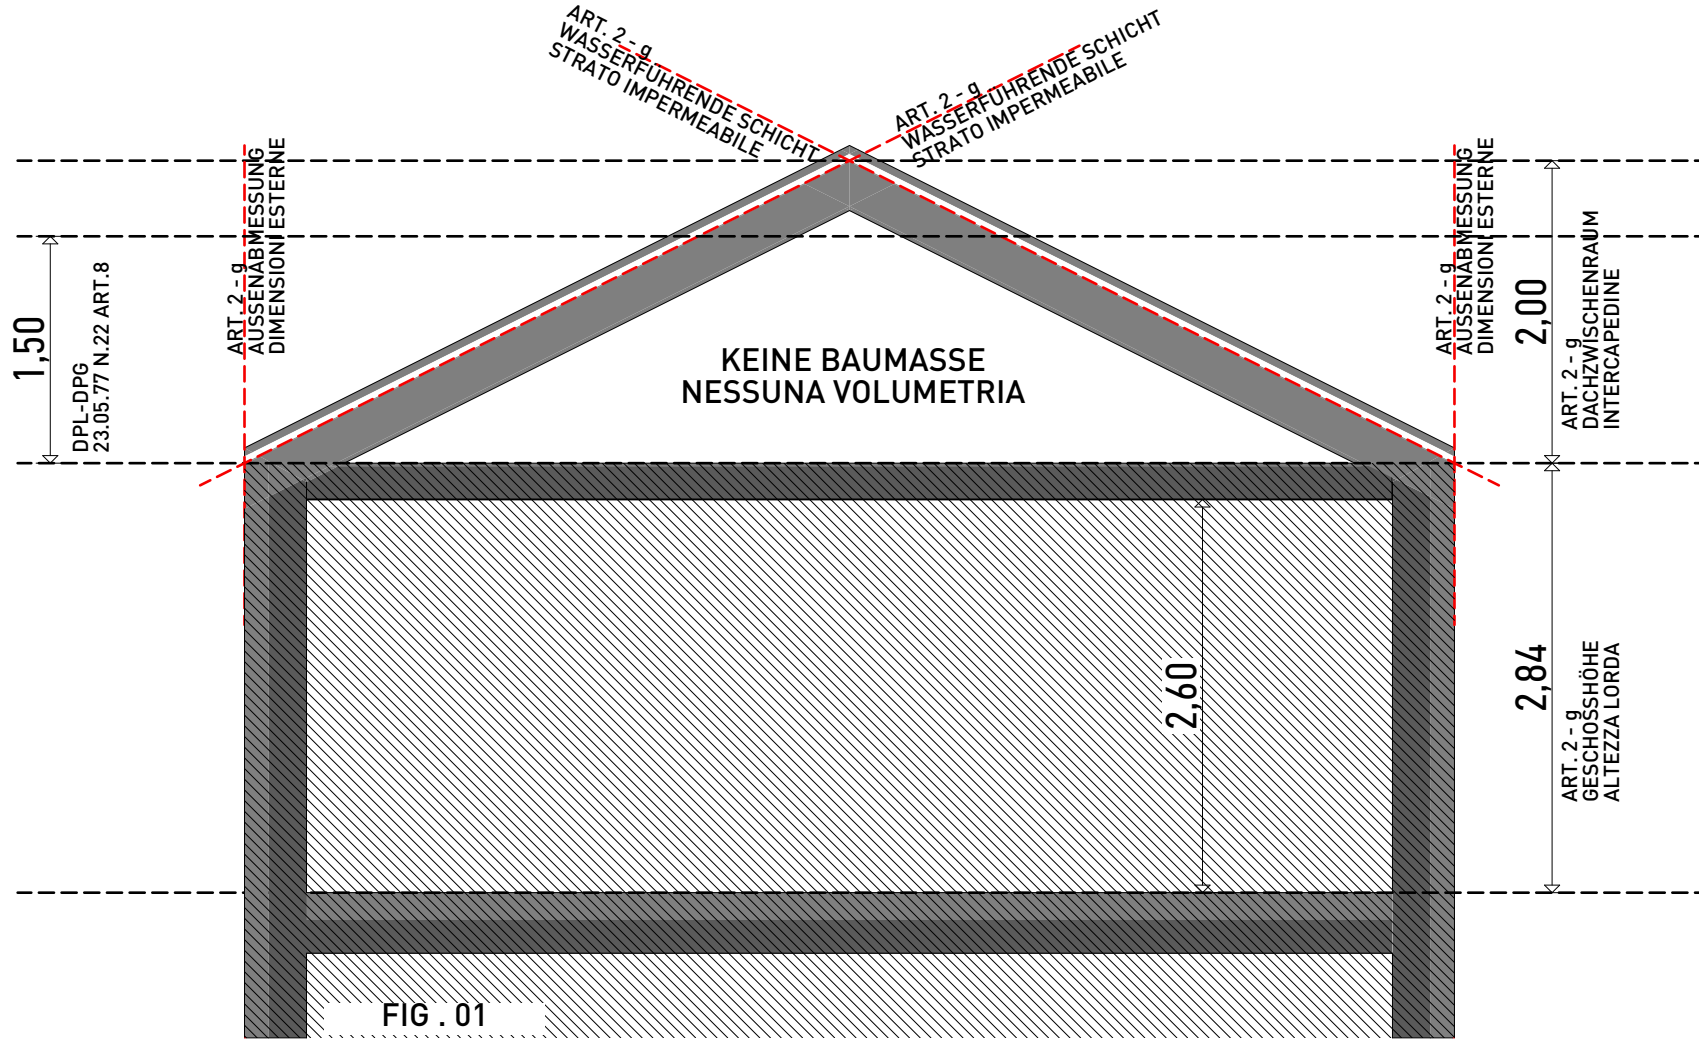 ART. 2 - g
WASSERFÜHRENDE SCHICHT
STRATO IMPERMEABILE
ART. 2 - g
WASSERFÜHRENDE SCHICHT
STRATO IMPERMEABILE
ART. 2 - g
AUSSENABMESSUNG
DIMENSIONI ESTERNE
ART. 2 - g
AUSSENABMESSUNG
DIMENSIONI ESTERNE
1,50
DPL-DPG
23.05.77 N.22 ART.8
KEINE BAUMASSE
NESSUNA VOLUMETRIA
2,00
ART. 2 - g
DACHZWISCHENRAUM
INTERCAPEDINE
2,60
2,84
ART. 2 - g
GESCHOSSHÖHE
ALTEZZA LORDA
FIG . 01